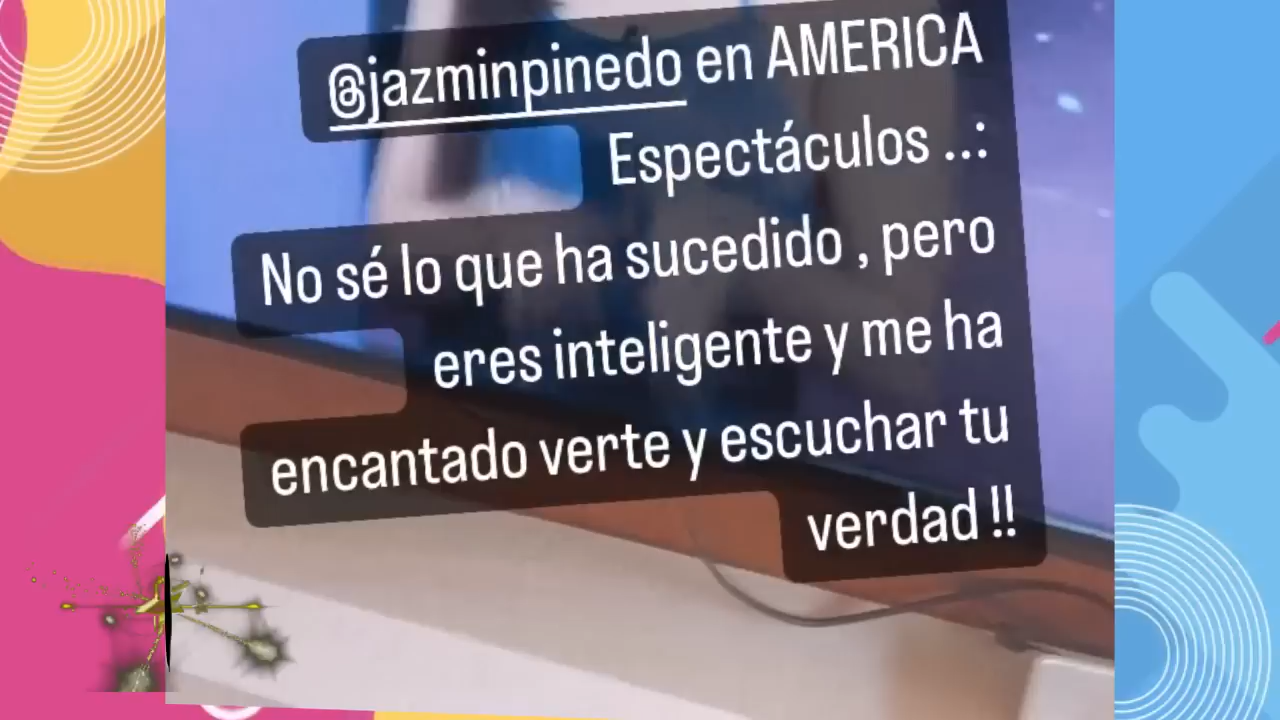 @jazminpinedo en AMERICA
Espectáculos ..:
No sé lo que ha sucedido , pero
eres inteligente y me ha
encantado verte y escuchar tu
verdad !!